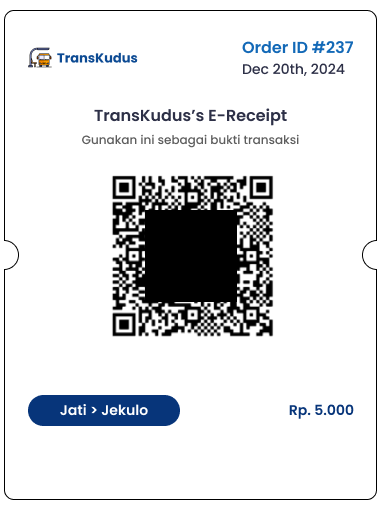 TransKudus
Order ID #237
Dec 20th, 2024
TransKudus's E-Receipt
Gunakan ini sebagai bukti transaksi
Jati > Jekulo
Rp. 5.000